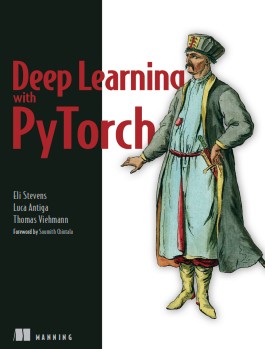 Deep Learning
with
PyTorch
Eli Stevens
Luca Antiga
Thomas Viehmann
Foreword by Soumith Chintala
MANNING